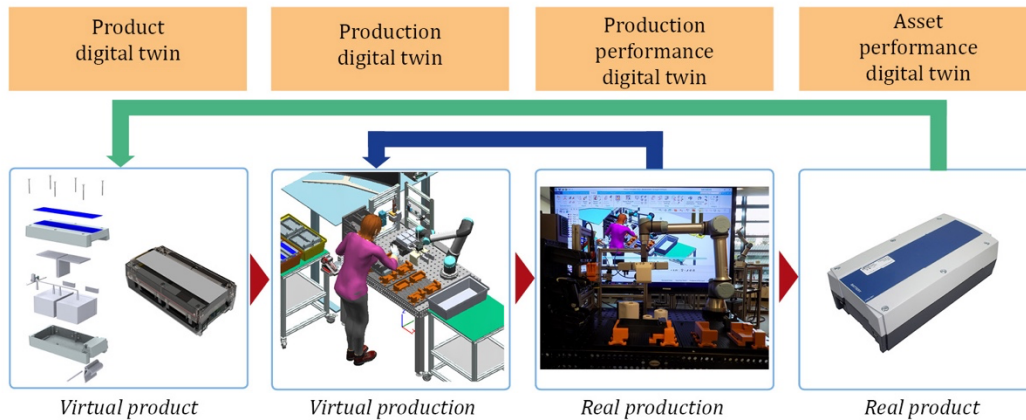 Product
digital twin
Production
digital twin
Production
performance
digital twin
Asset
performance
digital twin
Virtual product
Virtual production
Real production
Real product